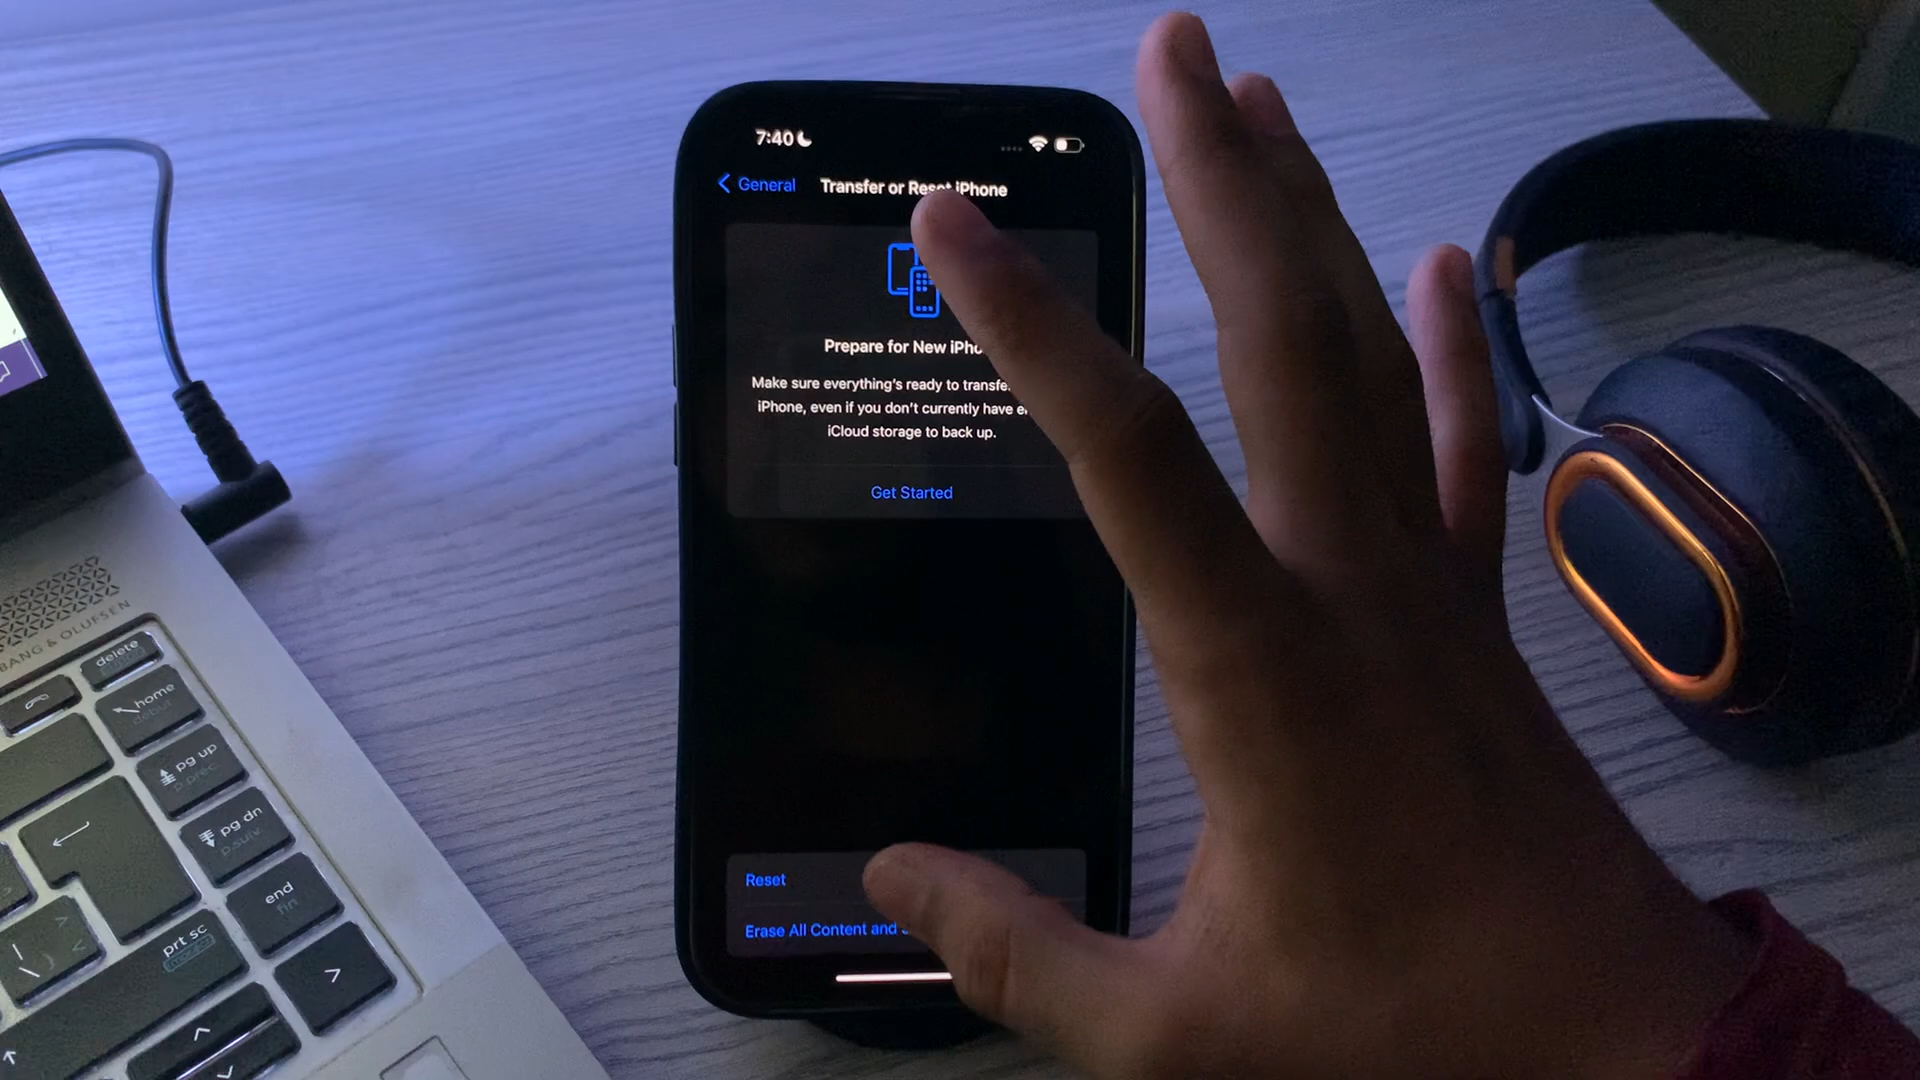 7:40
General
Transfer or Reset iPhone
Prepare for New iPho
Make sure everything's ready to transfe
iPhone, even if you don't currently have e
iCloud storage to back up.
Get Started
Reset
Erase All Content and
BANG & OLUFSEN
delete
home
début
pg up
p.préc
pg dn
p.suiv
end
fin
prt sc